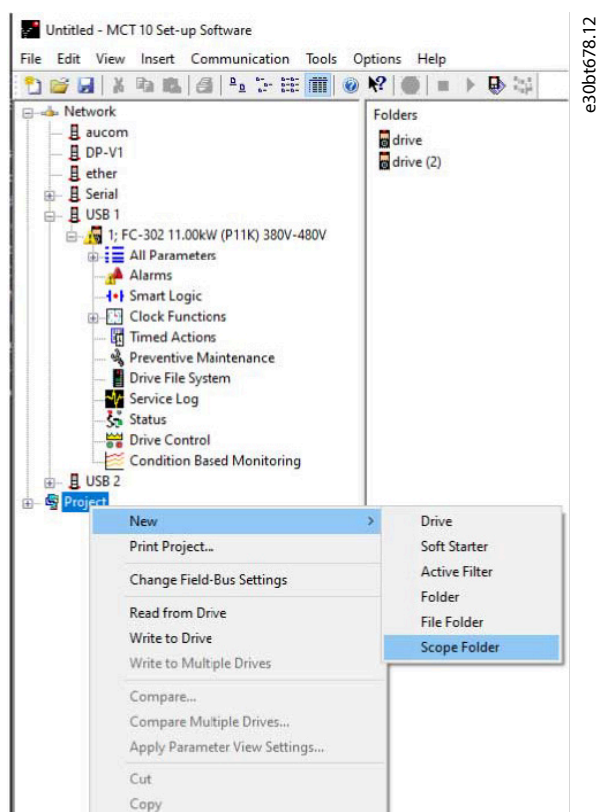 Untitled - MCT 10 Set-up Software
File Edit View Insert Communication Tools Options Help
Network
aucom
DP-V1
ether
Serial
USB 1
1; FC-302 11.00kW (P11K) 380V-480V
All Parameters
Alarms
Smart Logic
Clock Functions
Timed Actions
Preventive Maintenance
Drive File System
Service Log
Status
Drive Control
Condition Based Monitoring
USB 2
Project
Folders
drive
drive (2)
New
Print Project...
Change Field-Bus Settings
Read from Drive
Write to Drive
Write to Multiple Drives
Compare...
Compare Multiple Drives...
Apply Parameter View Settings...
Cut
Copy
Drive
Soft Starter
Active Filter
Folder
File Folder
Scope Folder
e30bt678.12